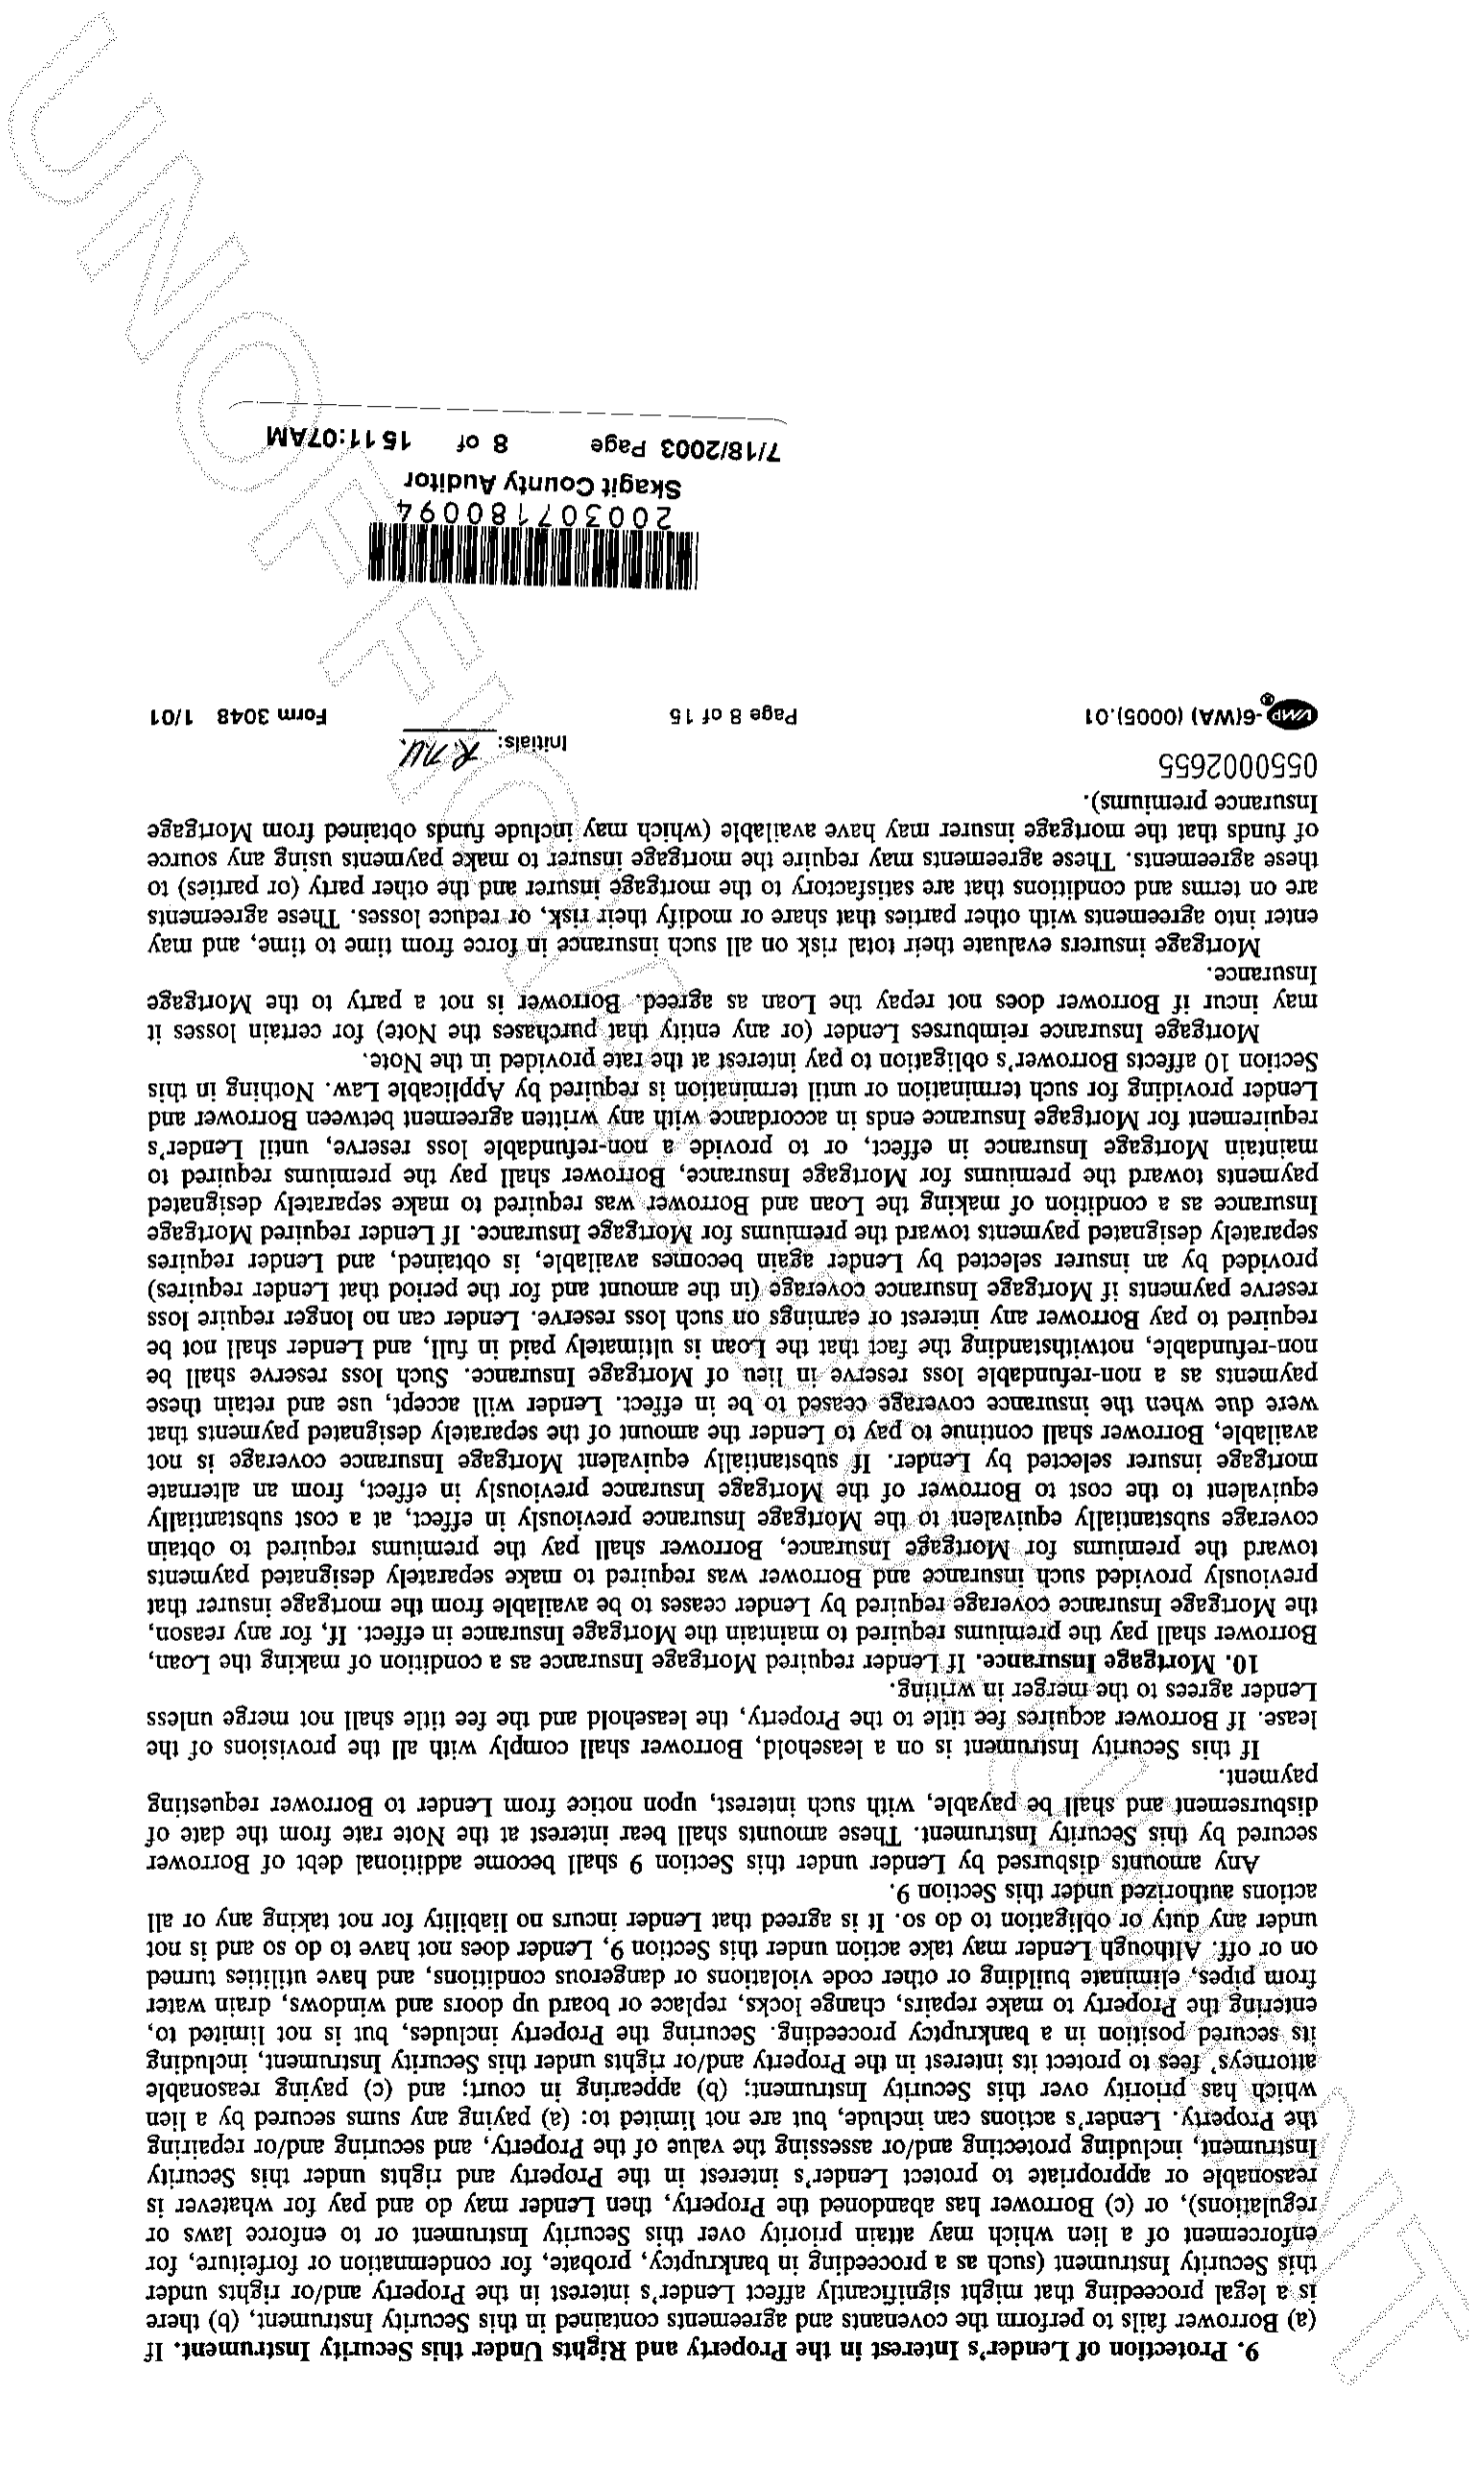 9. Protection of Lender's Interest in the Property and Rights Under this Security Instrument. If
(a) Borrower fails to perform the covenants and agreements contained in this Security Instrument, (b) there
is a legal proceeding that might significantly affect Lender's interest in the Property and/or rights under
this Security Instrument (such as a proceeding in bankruptcy, probate, for condemnation or forfeiture, for
enforcement of a lien which may attain priority over this Security Instrument or to enforce laws or
regulations), or (c) Borrower has abandoned the Property, then Lender may do and pay for whatever is
reasonable or appropriate to protect Lender's interest in the Property and rights under this Security
Instrument, including protecting and/or assessing the value of the Property, and securing and/or repairing
the Property. Lender's actions can include, but are not limited to: (a) paying any sums secured by a lien
which has priority over this Security Instrument; (b) appearing in court; and (c) paying reasonable
attorneys' fees to protect its interest in the Property and/or rights under this Security Instrument, including
its secured position in a bankruptcy proceeding. Securing the Property includes, but is not limited to,
entering the Property to make repairs, change locks, replace or board up doors and windows, drain water
from pipes, eliminate building or other code violations or dangerous conditions, and have utilities turned
on or off. Although Lender may take action under this Section 9, Lender does not have to do so and is not
under any duty or obligation to do so. It is agreed that Lender incurs no liability for not taking any or all
actions authorized under this Section 9.
Any amounts disbursed by Lender under this Section 9 shall become additional debt of Borrower
secured by this Security Instrument. These amounts shall bear interest at the Note rate from the date of
disbursement and shall be payable, with such interest, upon notice from Lender to Borrower requesting
payment.
If this Security Instrument is on a leasehold, Borrower shall comply with all the provisions of the
lease. If Borrower acquires fee title to the Property, the leasehold and the fee title shall not merge unless
Lender agrees to the merger in writing.
10. Mortgage Insurance. If Lender required Mortgage Insurance as a condition of making the Loan,
Borrower shall pay the premiums required to maintain the Mortgage Insurance in effect. If, for any reason,
the Mortgage Insurance coverage required by Lender ceases to be available from the mortgage insurer that
previously provided such insurance and Borrower was required to make separately designated payments
toward the premiums for Mortgage Insurance, Borrower shall pay the premiums required to obtain
coverage substantially equivalent to the Mortgage Insurance previously in effect, at a cost substantially
equivalent to the cost to Borrower of the Mortgage Insurance previously in effect, from an alternate
mortgage insurer selected by Lender. If substantially equivalent Mortgage Insurance coverage is not
available, Borrower shall continue to pay to Lender the amount of the separately designated payments that
were due when the insurance coverage ceased to be in effect. Lender will accept, use and retain these
payments as a non-refundable loss reserve in lieu of Mortgage Insurance. Such loss reserve shall be
non-refundable, notwithstanding the fact that the Loan is ultimately paid in full, and Lender shall not be
required to pay Borrower any interest or earnings on such loss reserve. Lender can no longer require loss
reserve payments if Mortgage Insurance coverage (in the amount and for the period that Lender requires)
provided by an insurer selected by Lender again becomes available, is obtained, and Lender requires
separately designated payments toward the premiums for Mortgage Insurance. If Lender required Mortgage
Insurance as a condition of making the Loan and Borrower was required to make separately designated
payments toward the premiums for Mortgage Insurance, Borrower shall pay the premiums required to
maintain Mortgage Insurance in effect, or to provide a non-refundable loss reserve, until Lender's
requirement for Mortgage Insurance ends in accordance with any written agreement between Borrower and
Lender providing for such termination or until termination is required by Applicable Law. Nothing in this
Section 10 affects Borrower's obligation to pay interest at the rate provided in the Note.
Mortgage Insurance reimburses Lender (or any entity that purchases the Note) for certain losses it
may incur if Borrower does not repay the Loan as agreed. Borrower is not a party to the Mortgage
Insurance.
Mortgage insurers evaluate their total risk on all such insurance in force from time to time, and may
enter into agreements with other parties that share or modify their risk, or reduce losses. These agreements
are on terms and conditions that are satisfactory to the mortgage insurer and the other party (or parties) to
these agreements. These agreements may require the mortgage insurer to make payments using any source
of funds that the mortgage insurer may have available (which may include funds obtained from Mortgage
Insurance premiums).
0550002655
Initials:
VMP ®-6(WA) (0005).01 Page 8 of 15 Form 3048 1/01
200307180094
Skagit County Auditor
7/18/2003 Page 8 of 15 11:07AM
UNOFFICIAL DOCUMENT